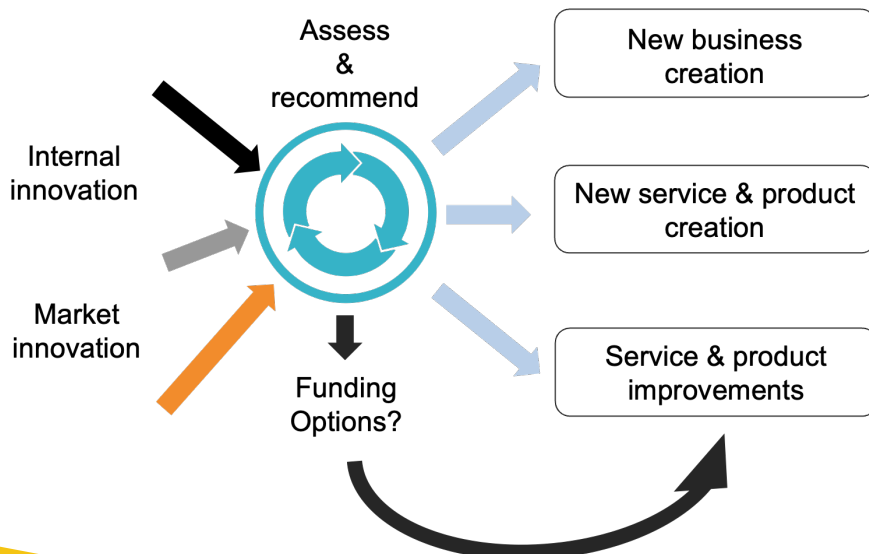 Assess
&
recommend
Internal
innovation
Market
innovation
Funding
Options?
New business
creation
New service & product
creation
Service & product
improvements